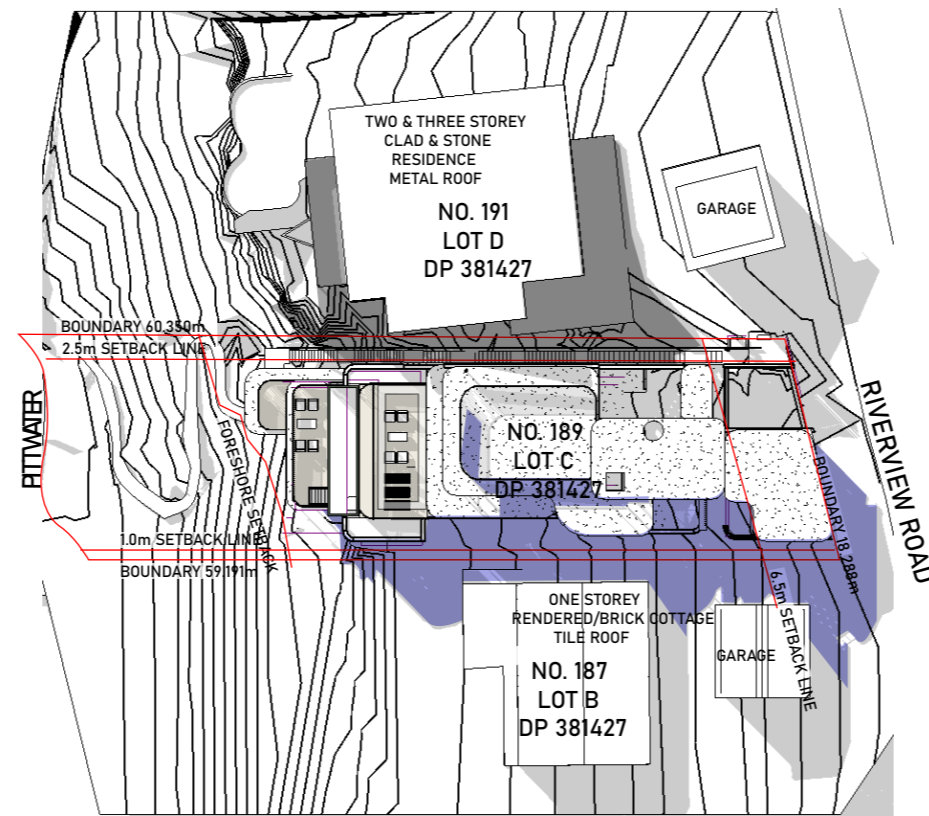 TWO & THREE STOREY
CLAD & STONE
RESIDENCE
METAL ROOF
NO. 191
LOT D
DP 381427
GARAGE
BOUNDARY 60.350m
2.5m SETBACK LINE
PITTWATER
FORESHORE SETBACK
NO. 189
LOT C
DP 381427
RIVERVIEW ROAD
BOUNDARY 18.288m
1.0m SETBACK LINE
BOUNDARY 59.191m
6.5m SETBACK LINE
ONE STOREY
RENDERED/BRICK COTTAGE
TILE ROOF
NO. 187
LOT B
DP 381427
GARAGE